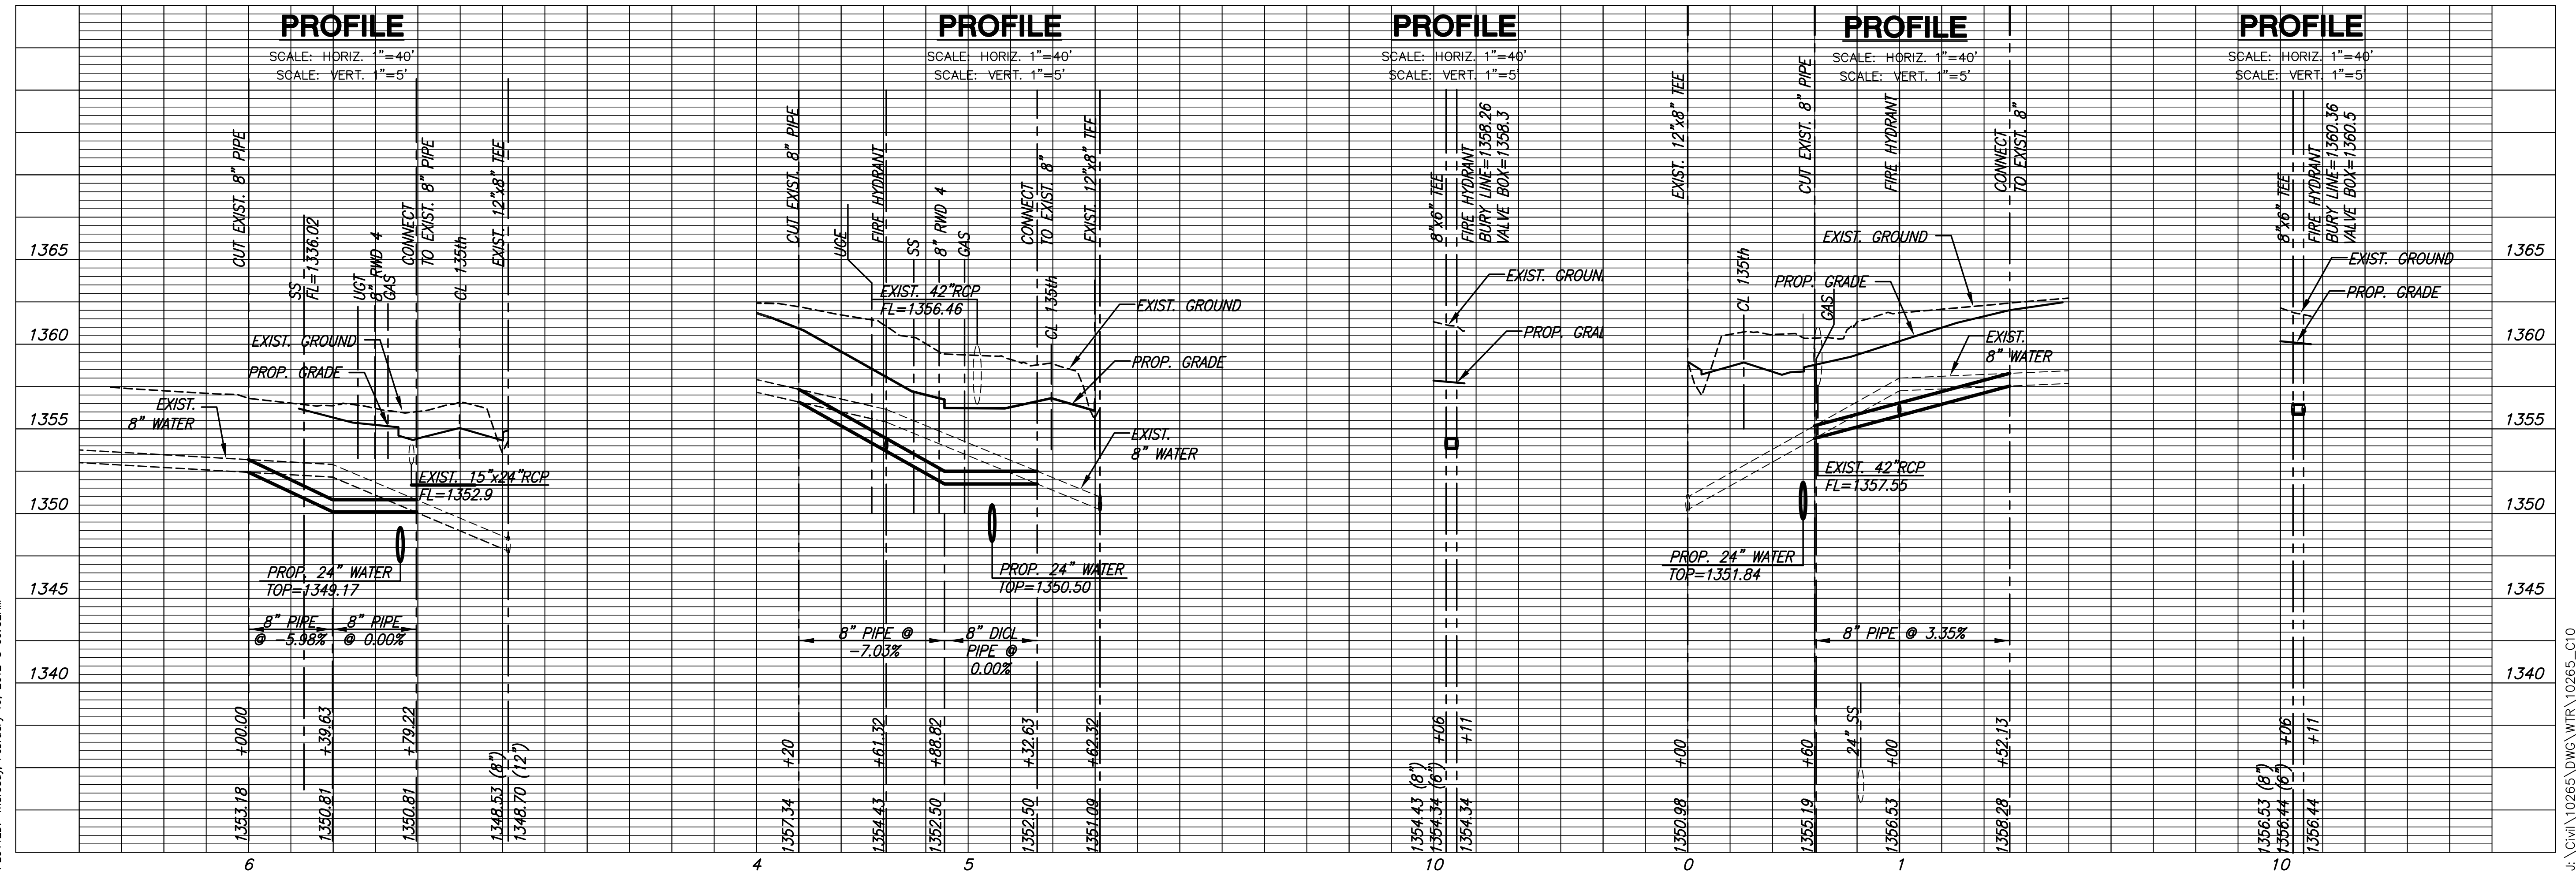 PROFILE
SCALE: HORIZ. 1"=40'
SCALE: VERT. 1"=5'
CUT EXIST. 8" PIPE
SS
FL=1336.02
UGT
8" RWD 4
GAS
CONNECT
TO EXIST. 8" PIPE
CL 135th
EXIST. 12"x8" TEE
EXIST. GROUND
PROP. GRADE
EXIST.
8" WATER
EXIST. 15"x24"RCP
FL=1352.9
PROP. 24" WATER
TOP=1349.17
8" PIPE
@ -5.98%
8" PIPE
@ 0.00%
+00.00
+39.63
+79.22
1353.18
1350.81
1350.81
1348.53 (8")
1348.70 (12")
6
1365
1360
1355
1350
1345
1340
PROFILE
SCALE: HORIZ. 1"=40'
SCALE: VERT. 1"=5'
CUT EXIST. 8" PIPE
UGE
FIRE HYDRANT
SS
8" RWD 4
GAS
CONNECT
TO EXIST. 8"
CL 135th
EXIST. 12"x8" TEE
EXIST. 42"RCP
FL=1356.46
EXIST. GROUND
PROP. GRADE
EXIST.
8" WATER
PROP. 24" WATER
TOP=1350.50
8" PIPE @
-7.03%
8" DICL
PIPE @
0.00%
+20
+61.32
+88.82
+32.63
+62.32
1357.34
1354.43
1352.50
1352.50
1351.09
4
5
PROFILE
SCALE: HORIZ. 1"=40'
SCALE: VERT. 1"=5'
8"x6" TEE
FIRE HYDRANT
BURY LINE=1358.26
VALVE BOX=1358.3
EXIST. GROUN
PROP. GRA
+06
+11
1354.43 (8")
1354.34 (6")
1354.34
10
PROFILE
SCALE: HORIZ. 1"=40'
SCALE: VERT. 1"=5'
EXIST. 12"x8" TEE
CL 135th
CUT EXIST. 8" PIPE
GAS
FIRE HYDRANT
CONNECT
TO EXIST. 8"
EXIST. GROUND
PROP. GRADE
EXIST.
8" WATER
EXIST. 42"RCP
FL=1357.55
PROP. 24" WATER
TOP=1351.84
8" PIPE @ 3.35%
24" SS
+00
+60
+00
+52.13
1350.98
1355.19
1356.53
1358.28
0
1
PROFILE
SCALE: HORIZ. 1"=40'
SCALE: VERT. 1"=5'
8"x6" TEE
FIRE HYDRANT
BURY LINE=1360.36
VALVE BOX=1360.5
EXIST. GROUND
PROP. GRADE
+06
+11
1356.53 (8")
1356.44 (6")
1356.44
10
1365
1360
1355
1350
1345
1340
J:\Civil\10265\DWG\WTR\10265_C10